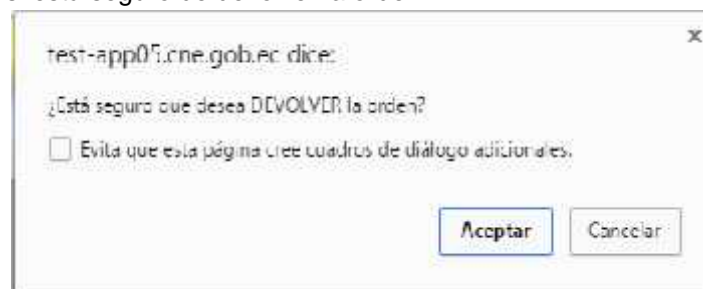 test-app05.cne.gob.ec dice:
¿Está seguro que desea DEVOLVER la orden?
Evita que esta página cree cuadros de diálogo adicionales.
Aceptar
Cancelar